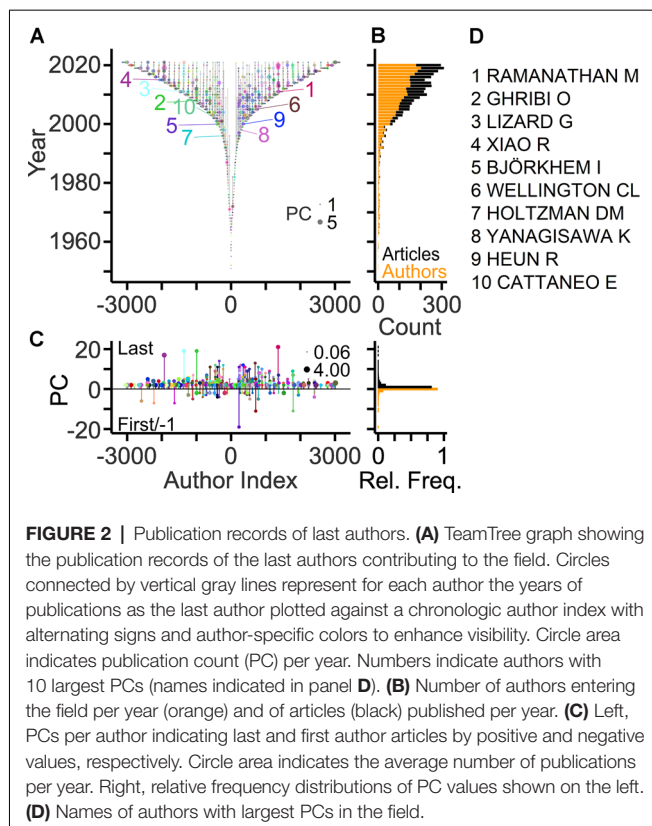 A
B
D
2020
2000
1980
1960
Year
4
3
2
10
5
7
1
6
9
8
PC
1
5
-3000
0
3000
Articles
Authors
0
300
Count
1 RAMANATHAN M
2 GHRIBI O
3 LIZARD G
4 XIAO R
5 BJÖRKHEM I
6 WELLINGTON CL
7 HOLTZMAN DM
8 YANAGISAWA K
9 HEUN R
10 CATTANEO E
C
20
0
-20
PC
Last
0.06
4.00
First/-1
-3000
0
3000
Author Index
0
1
Rel. Freq.
FIGURE 2 | Publication records of last authors. (A) TeamTree graph showing
the publication records of the last authors contributing to the field. Circles
connected by vertical gray lines represent for each author the years of
publications as the last author plotted against a chronologic author index with
alternating signs and author-specific colors to enhance visibility. Circle area
indicates publication count (PC) per year. Numbers indicate authors with
10 largest PCs (names indicated in panel D). (B) Number of authors entering
the field per year (orange) and of articles (black) published per year. (C) Left,
PCs per author indicating last and first author articles by positive and negative
values, respectively. Circle area indicates the average number of publications
per year. Right, relative frequency distributions of PC values shown on the left.
(D) Names of authors with largest PCs in the field.